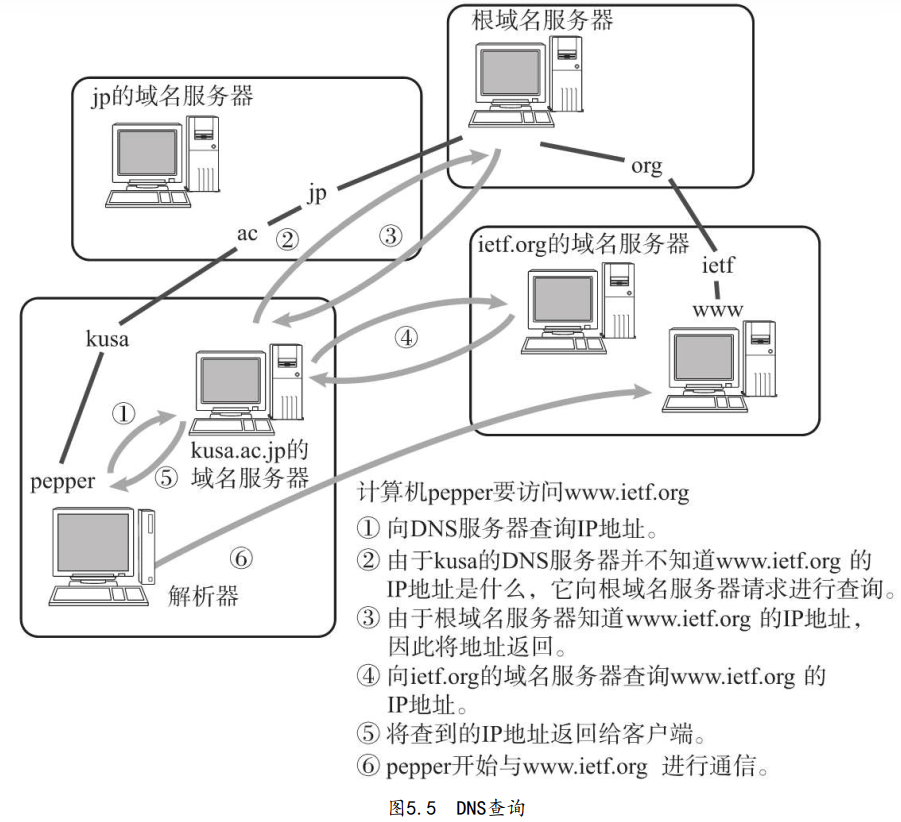 根域名服务器
jp的域名服务器
org
jp
ac
②
③
ietf.org的域名服务器
ietf
www
kusa
④
①
kusa.ac.jp的
域名服务器
⑤
pepper
⑥
解析器
计算机pepper要访问www.ietf.org
① 向DNS服务器查询IP地址。
② 由于kusa的DNS服务器并不知道www.ietf.org 的
IP地址是什么，它向根域名服务器请求进行查询。
③ 由于根域名服务器知道www.ietf.org 的IP地址，
因此将地址返回。
④ 向ietf.org的域名服务器查询www.ietf.org 的
IP地址。
⑤ 将查到的IP地址返回给客户端。
⑥ pepper开始与www.ietf.org 进行通信。
图5.5 DNS查询